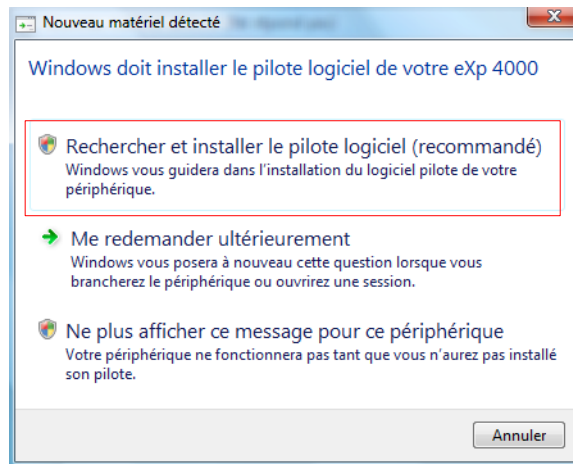 Nouveau matériel détecté
Windows doit installer le pilote logiciel de votre eXp 4000
Rechercher et installer le pilote logiciel (recommandé)
Windows vous guidera dans l'installation du logiciel pilote de votre
périphérique.
Me redemander ultérieurement
Windows vous posera à nouveau cette question lorsque vous
brancherez le périphérique ou ouvrirez une session.
Ne plus afficher ce message pour ce périphérique
Votre périphérique ne fonctionnera pas tant que vous n'aurez pas installé
son pilote.
Annuler